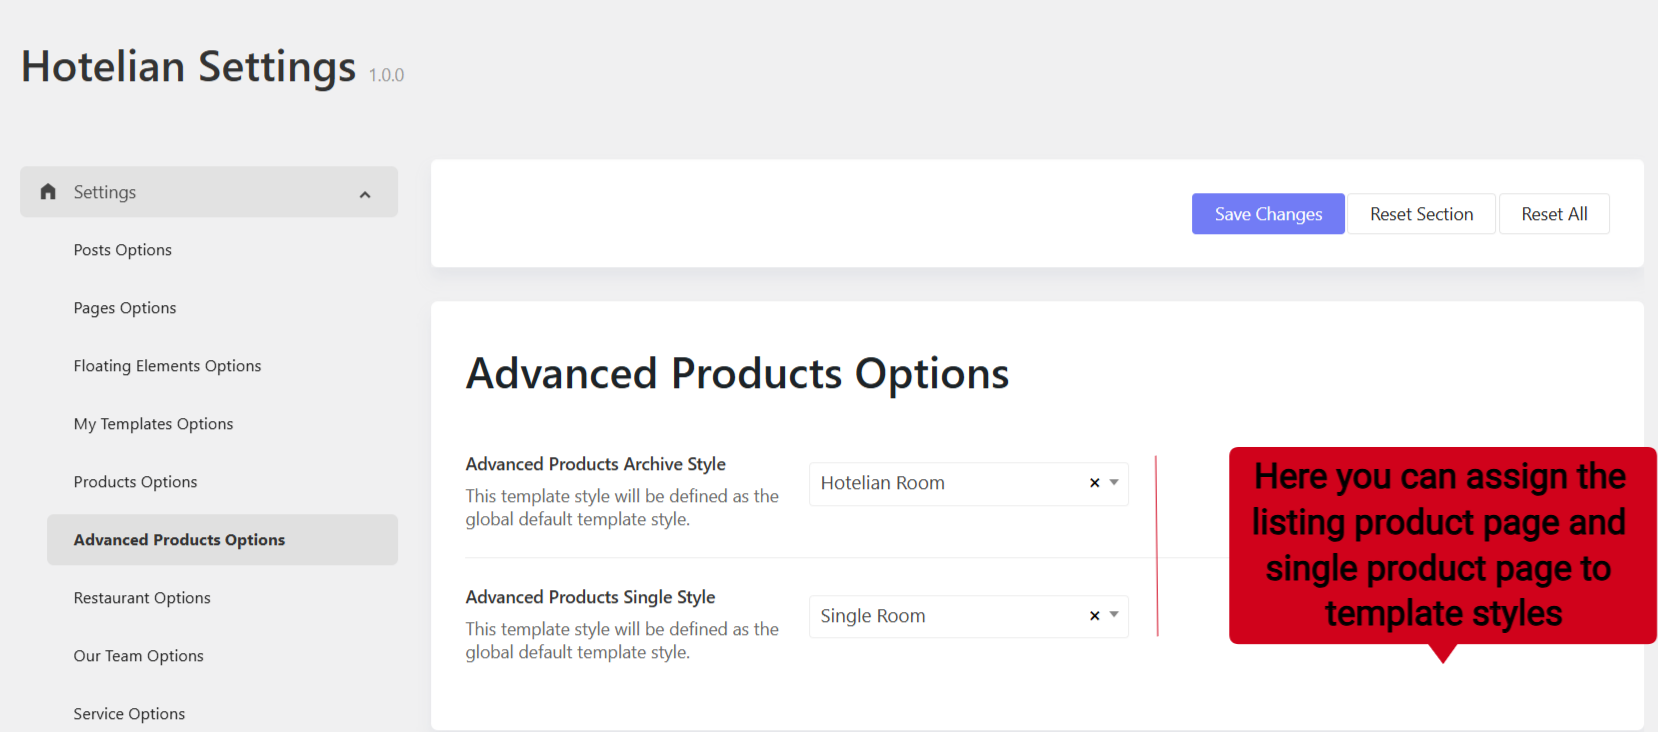 Hotelian Settings 1.0.0
Settings
Posts Options
Pages Options
Floating Elements Options
My Templates Options
Products Options
Advanced Products Options
Restaurant Options
Our Team Options
Service Options
Save Changes
Reset Section
Reset All
Advanced Products Options
Advanced Products Archive Style
This template style will be defined as the
global default template style.
Hotelian Room
Advanced Products Single Style
This template style will be defined as the
global default template style.
Single Room
Here you can assign the
listing product page and
single product page to
template styles